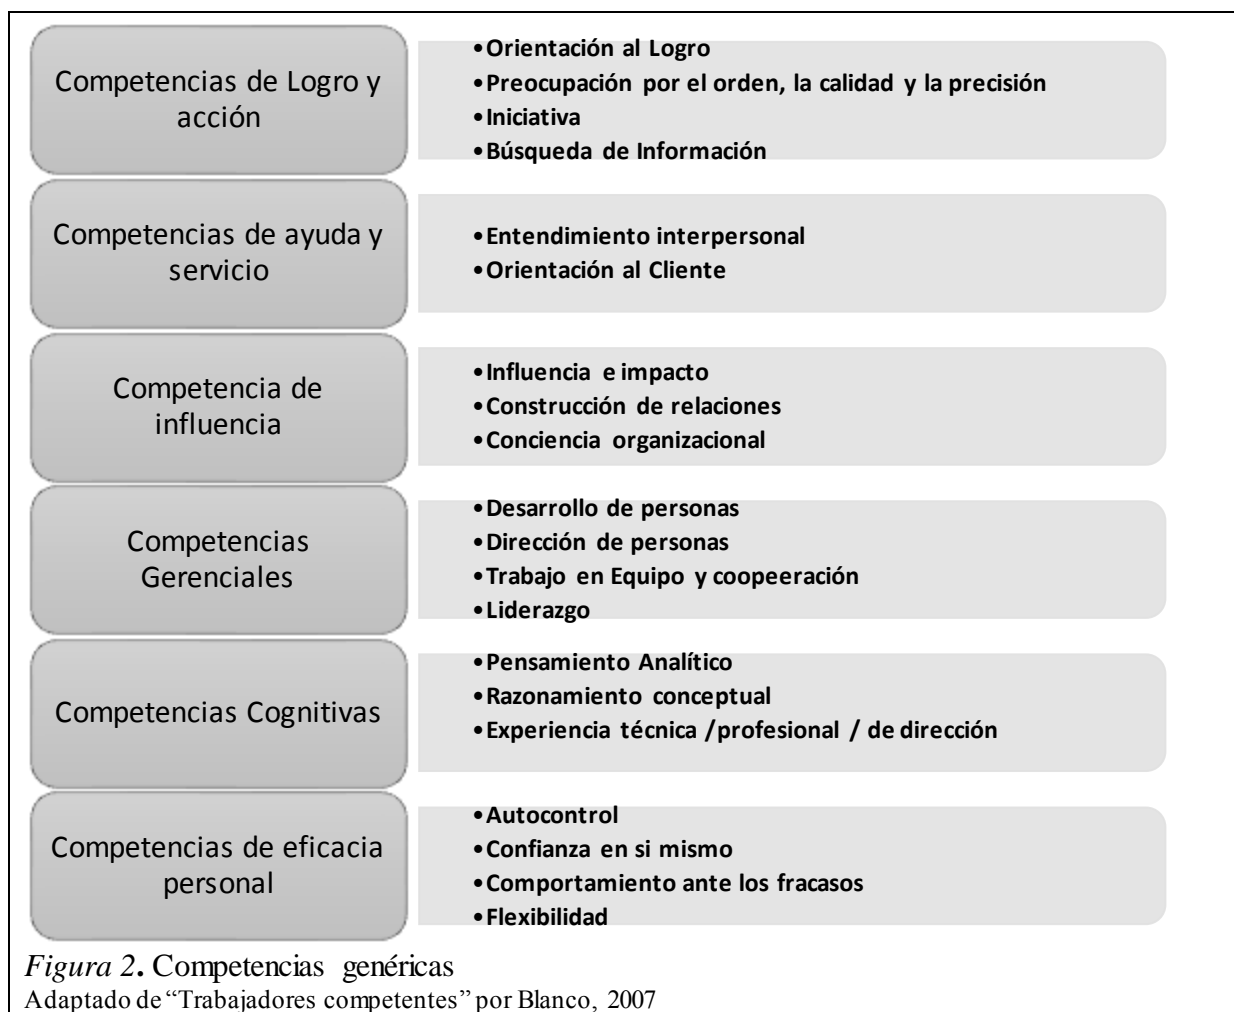 Competencias de Logro y
acción
•Orientación al Logro
•Preocupación por el orden, la calidad y la precisión
•Iniciativa
•Búsqueda de Información
Competencias de ayuda y
servicio
•Entendimiento interpersonal
•Orientación al Cliente
Competencia de
influencia
•Influencia e impacto
•Construcción de relaciones
•Conciencia organizacional
Competencias
Gerenciales
•Desarrollo de personas
•Dirección de personas
•Trabajo en Equipo y coopeeración
•Liderazgo
Competencias Cognitivas
•Pensamiento Analítico
•Razonamiento conceptual
•Experiencia técnica /profesional / de dirección
Competencias de eficacia
personal
•Autocontrol
•Confianza en si mismo
•Comportamiento ante los fracasos
•Flexibilidad
Figura 2. Competencias genéricas
Adaptado de “Trabajadores competentes” por Blanco, 2007